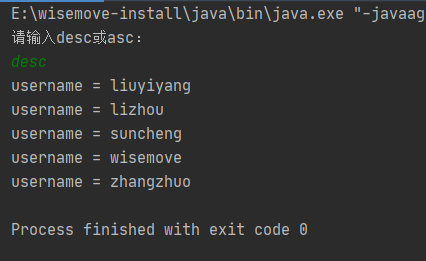 E:\wisemove-install\java\bin\java.exe "-javaag
请输入desc或asc：
desc
username = liuyiyang
username = lizhou
username = suncheng
username = wisemove
username = zhangzhuo
Process finished with exit code 0